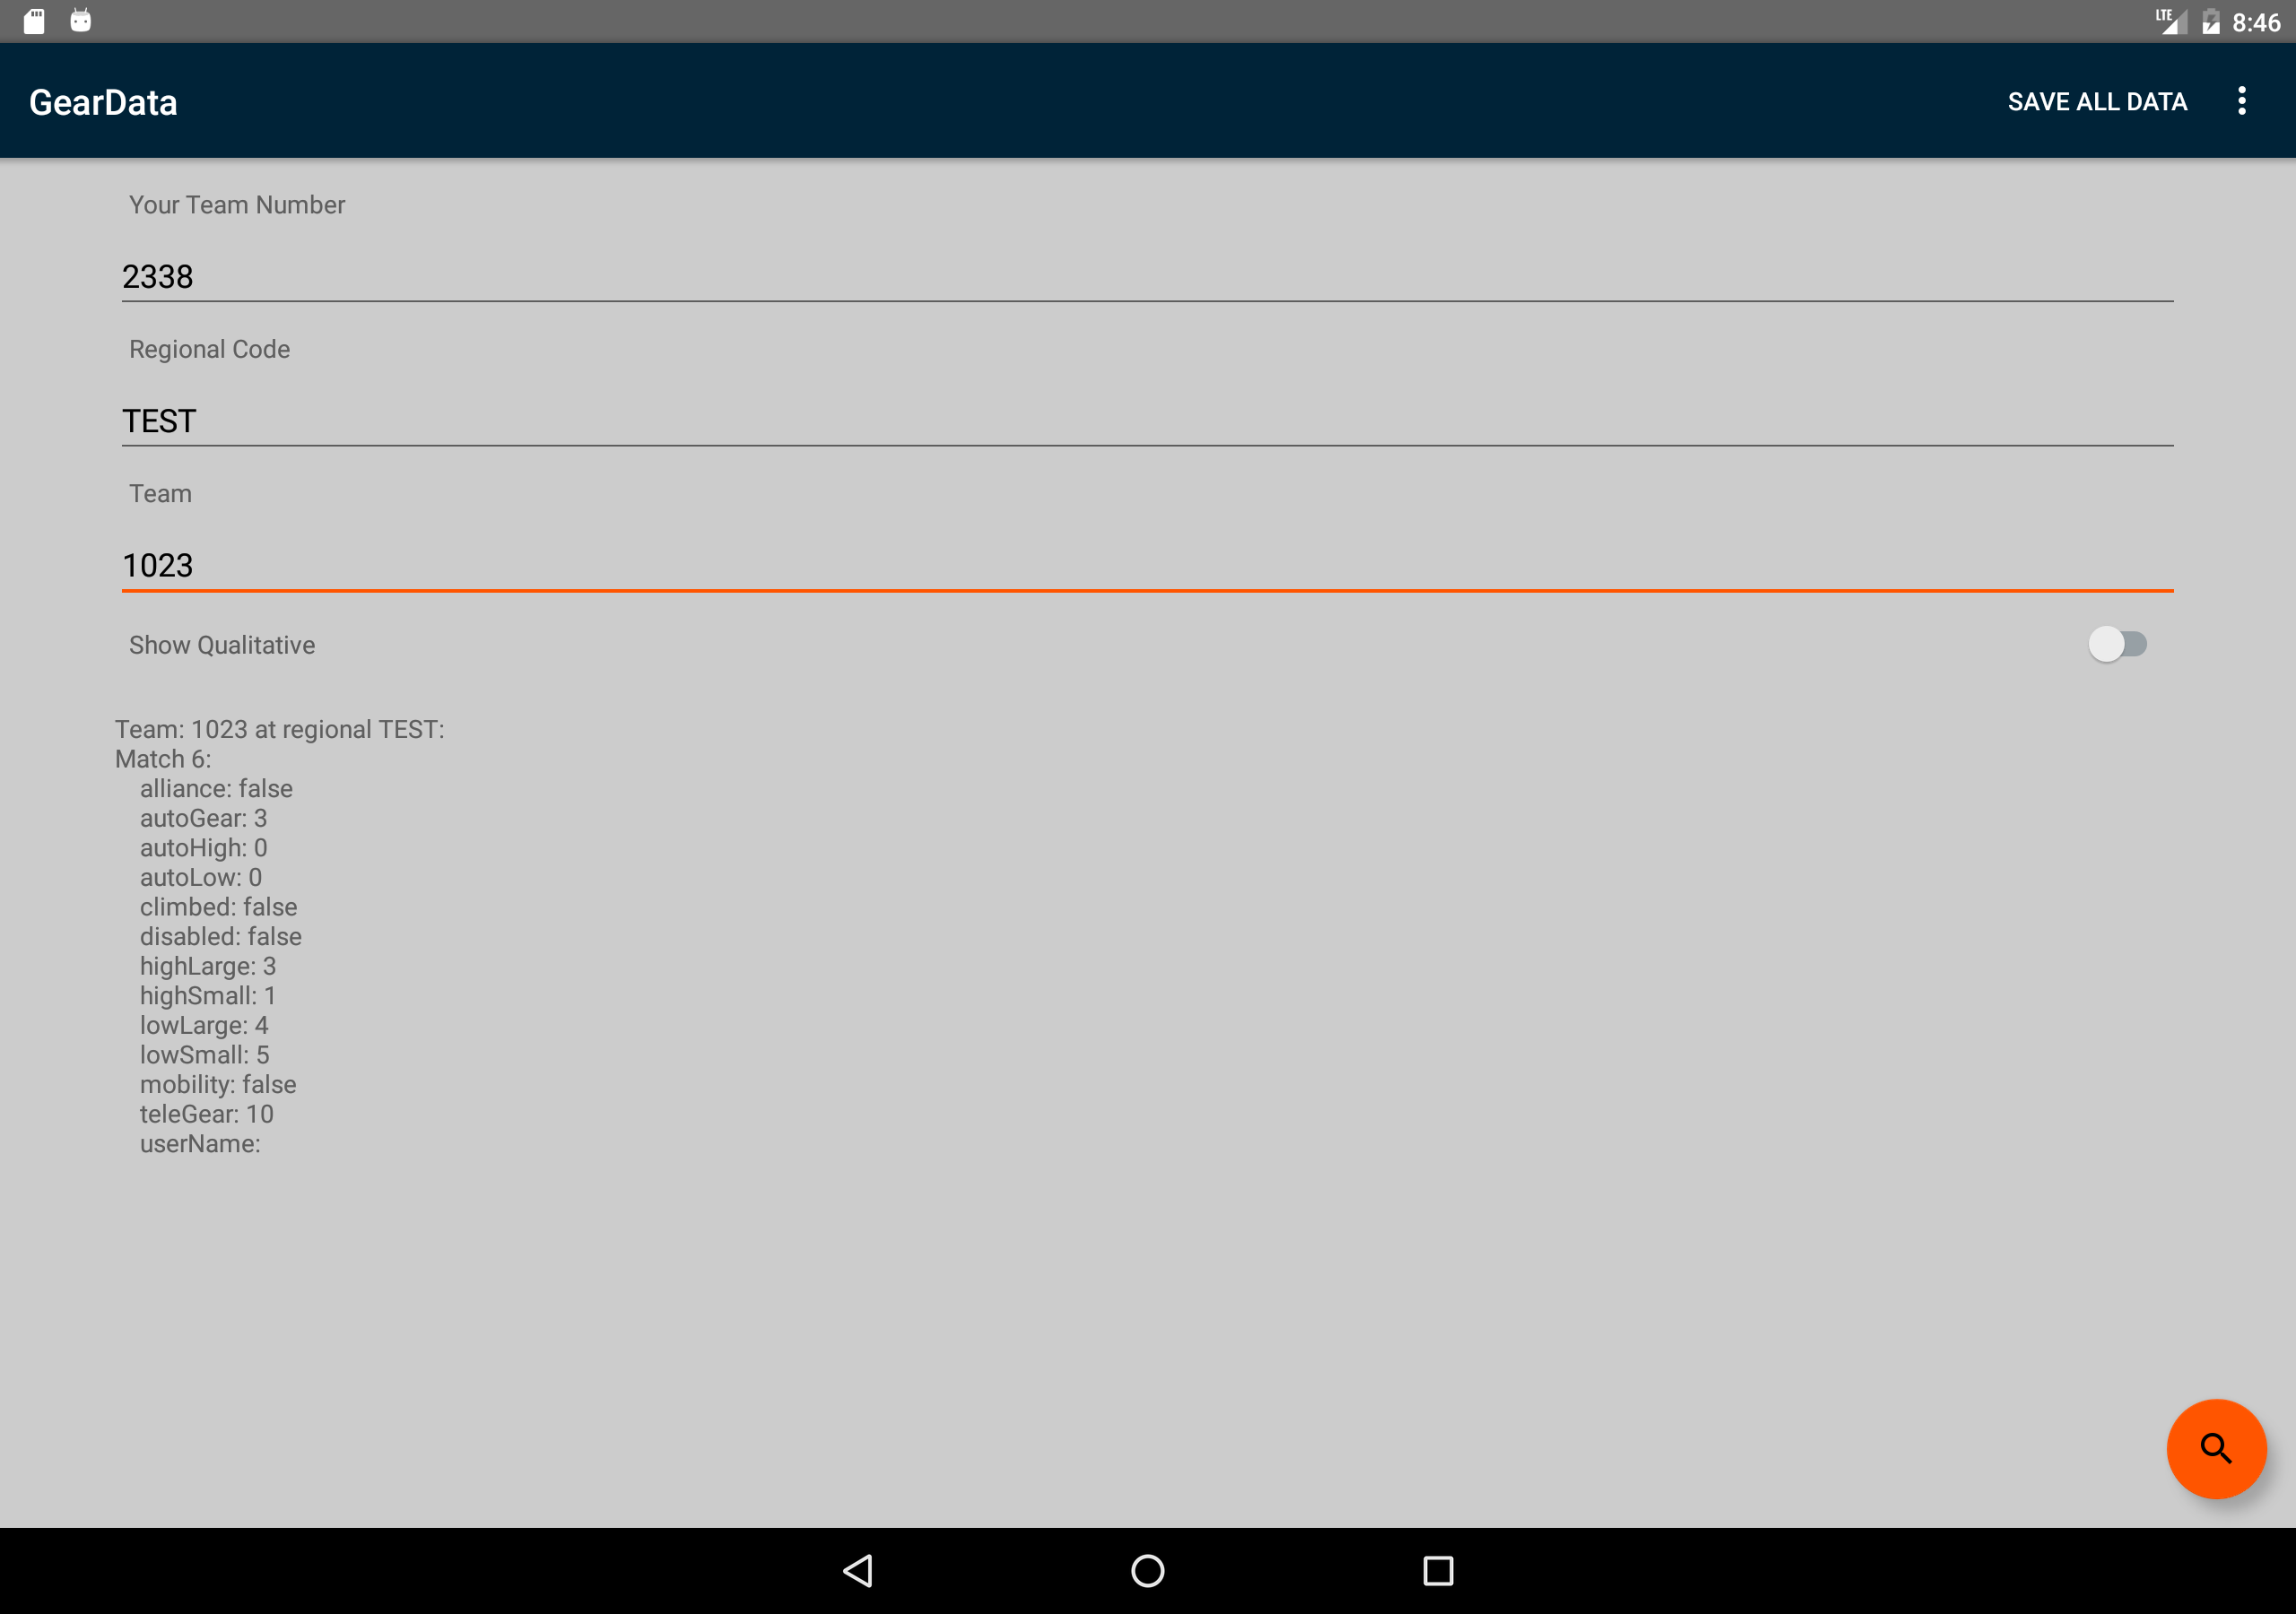 LTE 8:46
GearData
SAVE ALL DATA
Your Team Number
2338
Regional Code
TEST
Team
1023
Show Qualitative
Team: 1023 at regional TEST:
Match 6:
alliance: false
autoGear: 3
autoHigh: 0
autoLow: 0
climbed: false
disabled: false
highLarge: 3
highSmall: 1
lowLarge: 4
lowSmall: 5
mobility: false
teleGear: 10
userName: